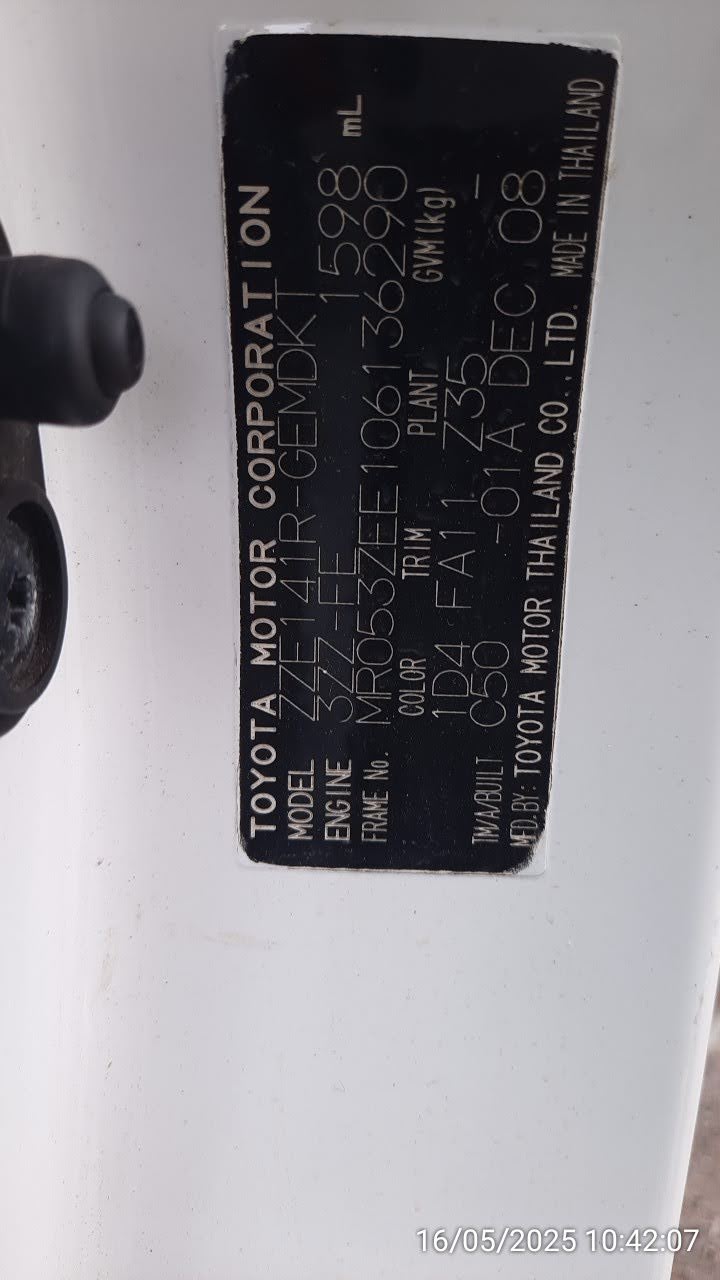 TOYOTA MOTOR CORPORATION
MODEL ZZE141R-GEMDKT
ENGINE 3ZZ-FE 1598 mL
FRAME No. MR053ZEE106136290
COLOR TRIM PLANT GVM(kg)
1D4 FA11 Z35 -
TM/A/BUILT C50 -01A DEC 08
MFD.BY: TOYOTA MOTOR THAILAND CO.,LTD. MADE IN THAILAND
16/05/2025 10:42:07